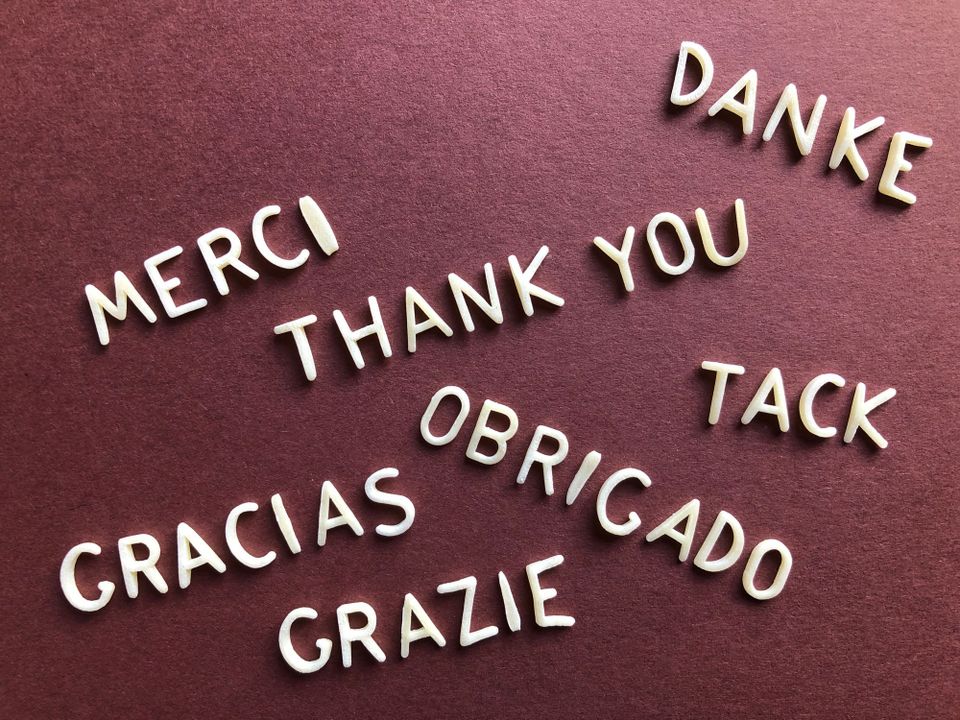 DANKE
MERCI
THANK YOU
TACK
OBRIGADO
GRACIAS
GRAZIE